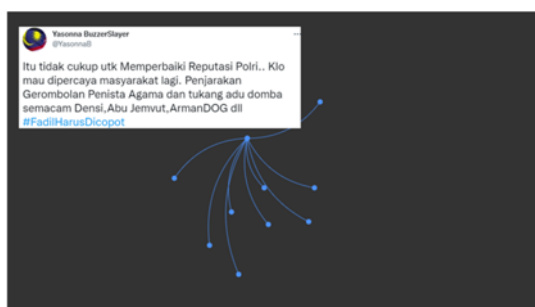 Yasonna BuzzerSlayer
@YasonnaB
Itu tidak cukup utk Memperbaiki Reputasi Polri.. Klo
mau dipercaya masyarakat lagi. Penjarakan
Gerombolan Penista Agama dan tukang adu domba
semacam Densi,Abu Jemvut,ArmanDOG dll
#FadilHarusDicopot